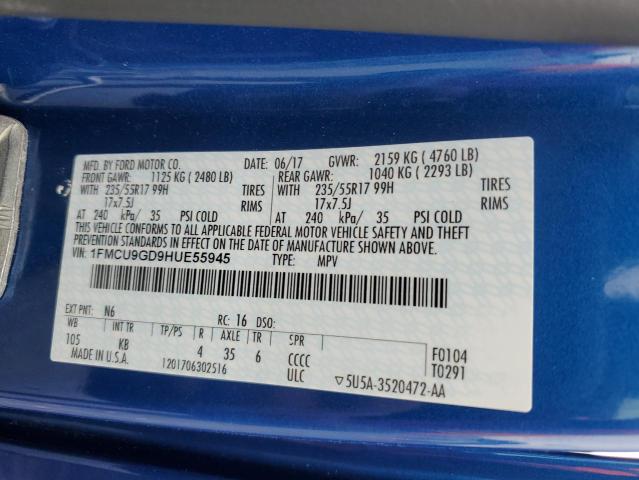 MFD. BY FORD MOTOR CO. DATE: 06/17 GVWR: 2159 KG ( 4760 LB)
FRONT GAWR: 1125 KG ( 2480 LB) REAR GAWR: 1040 KG ( 2293 LB)
WITH 235/55R17 99H TIRES WITH 235/55R17 99H TIRES
17x7.5J RIMS 17x7.5J RIMS
AT 240 kPa/ 35 PSI COLD AT 240 kPa/ 35 PSI COLD
THIS VEHICLE CONFORMS TO ALL APPLICABLE FEDERAL MOTOR VEHICLE SAFETY AND THEFT
PREVENTION STANDARDS IN EFFECT ON THE DATE OF MANUFACTURE SHOWN ABOVE.
VIN: 1FMCU9GD9HUE55945 TYPE: MPV
EXT PNT: N6 RC: 16 DSO:
WB INT TR TP/PS R AXLE TR SPR
105 KB 4 35 6 CCCC F0104
MADE IN U.S.A. 1201706302516 ULC T0291
▽5U5A-3520472-AA